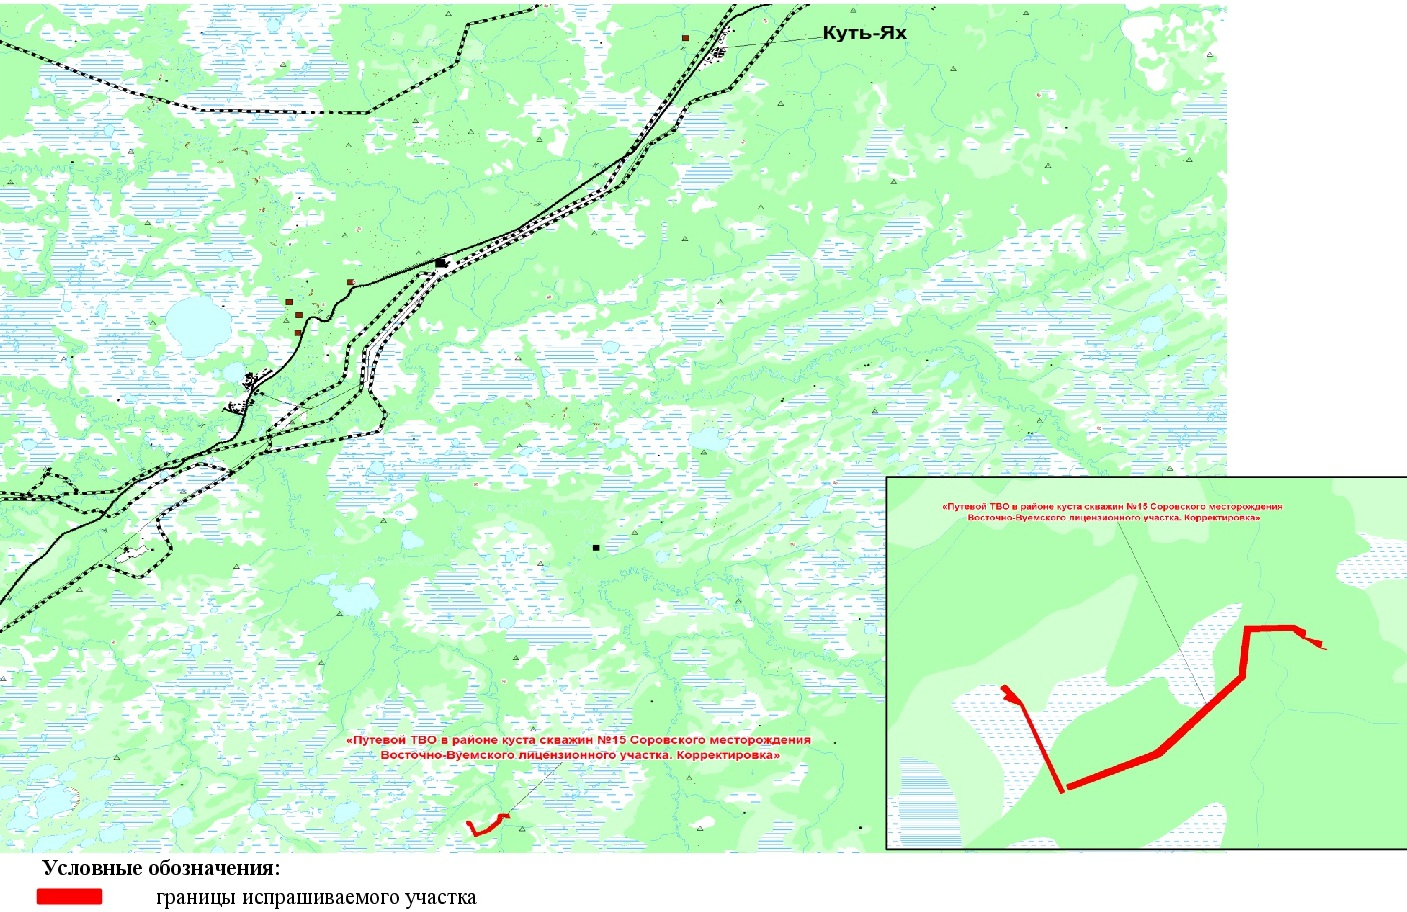 Куть-Ях
«Путевой ТВО в районе куста скважин №15 Соровского месторождения
Восточно-Вуемского лицензионного участка. Корректировка»
«Путевой ТВО в районе куста скважин №15 Соровского месторождения
Восточно-Вуемского лицензионного участка. Корректировка»
Условные обозначения:
границы испрашиваемого участка